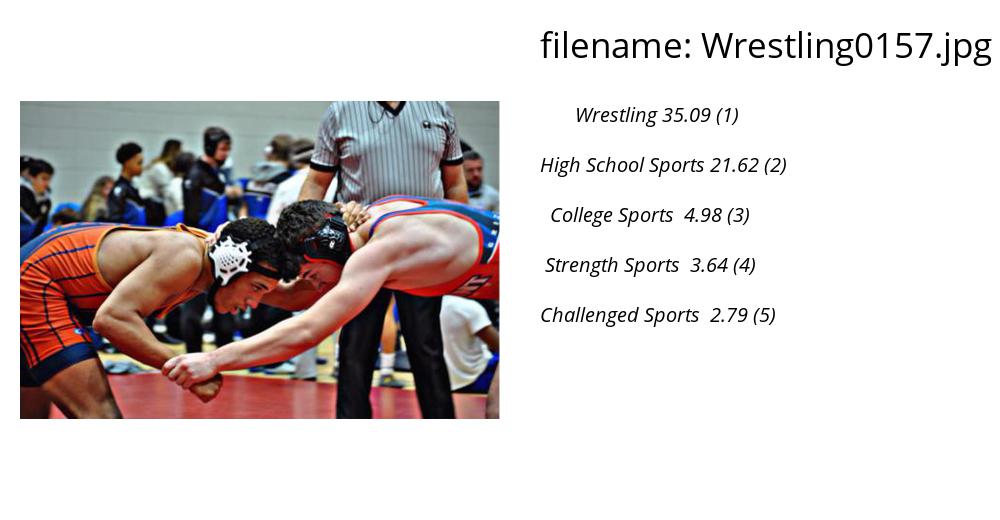 filename: Wrestling0157.jpg
Wrestling 35.09 (1)
High School Sports 21.62 (2)
College Sports 4.98 (3)
Strength Sports 3.64 (4)
Challenged Sports 2.79 (5)